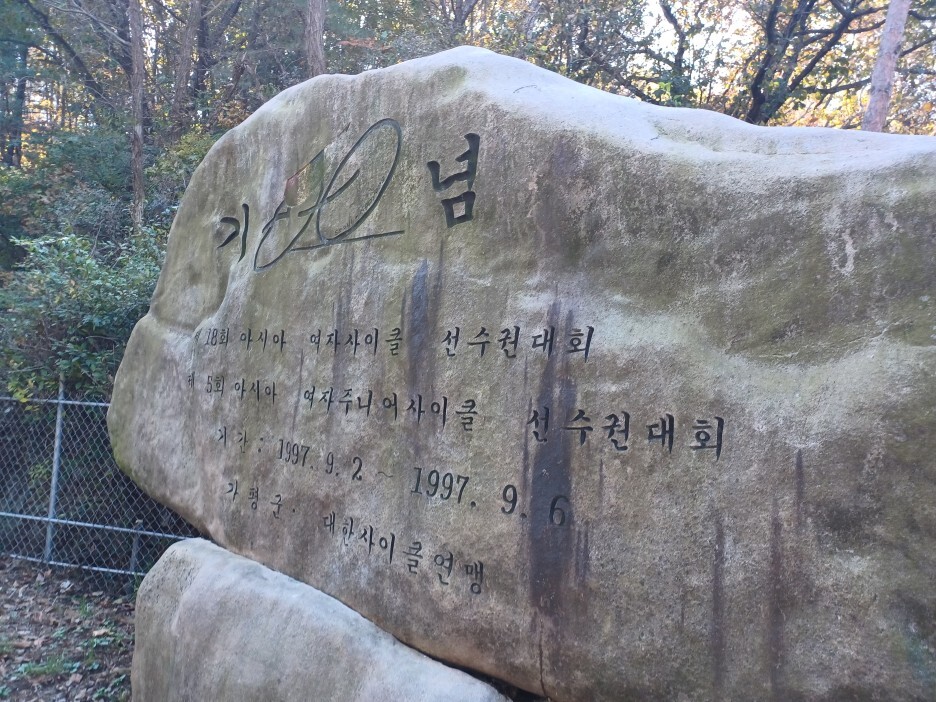 기념
제 18회 아시아 여자사이클 선수권대회
제 5회 아시아 여자주니어사이클 선수권대회
기간 : 1997. 9. 2 ~ 1997. 9. 6
가평군 · 대한사이클연맹